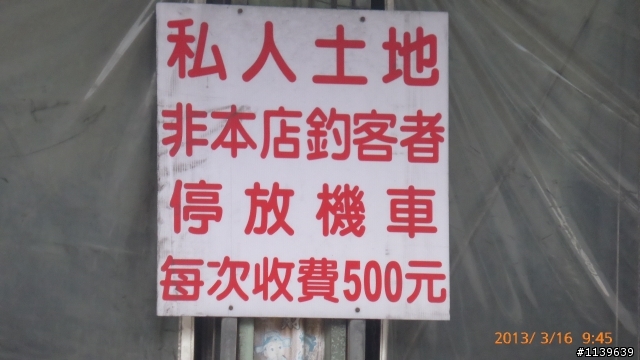 私人土地
非本店釣客者
停放機車
每次收費500元
2013/ 3/16 9:45
#1139639